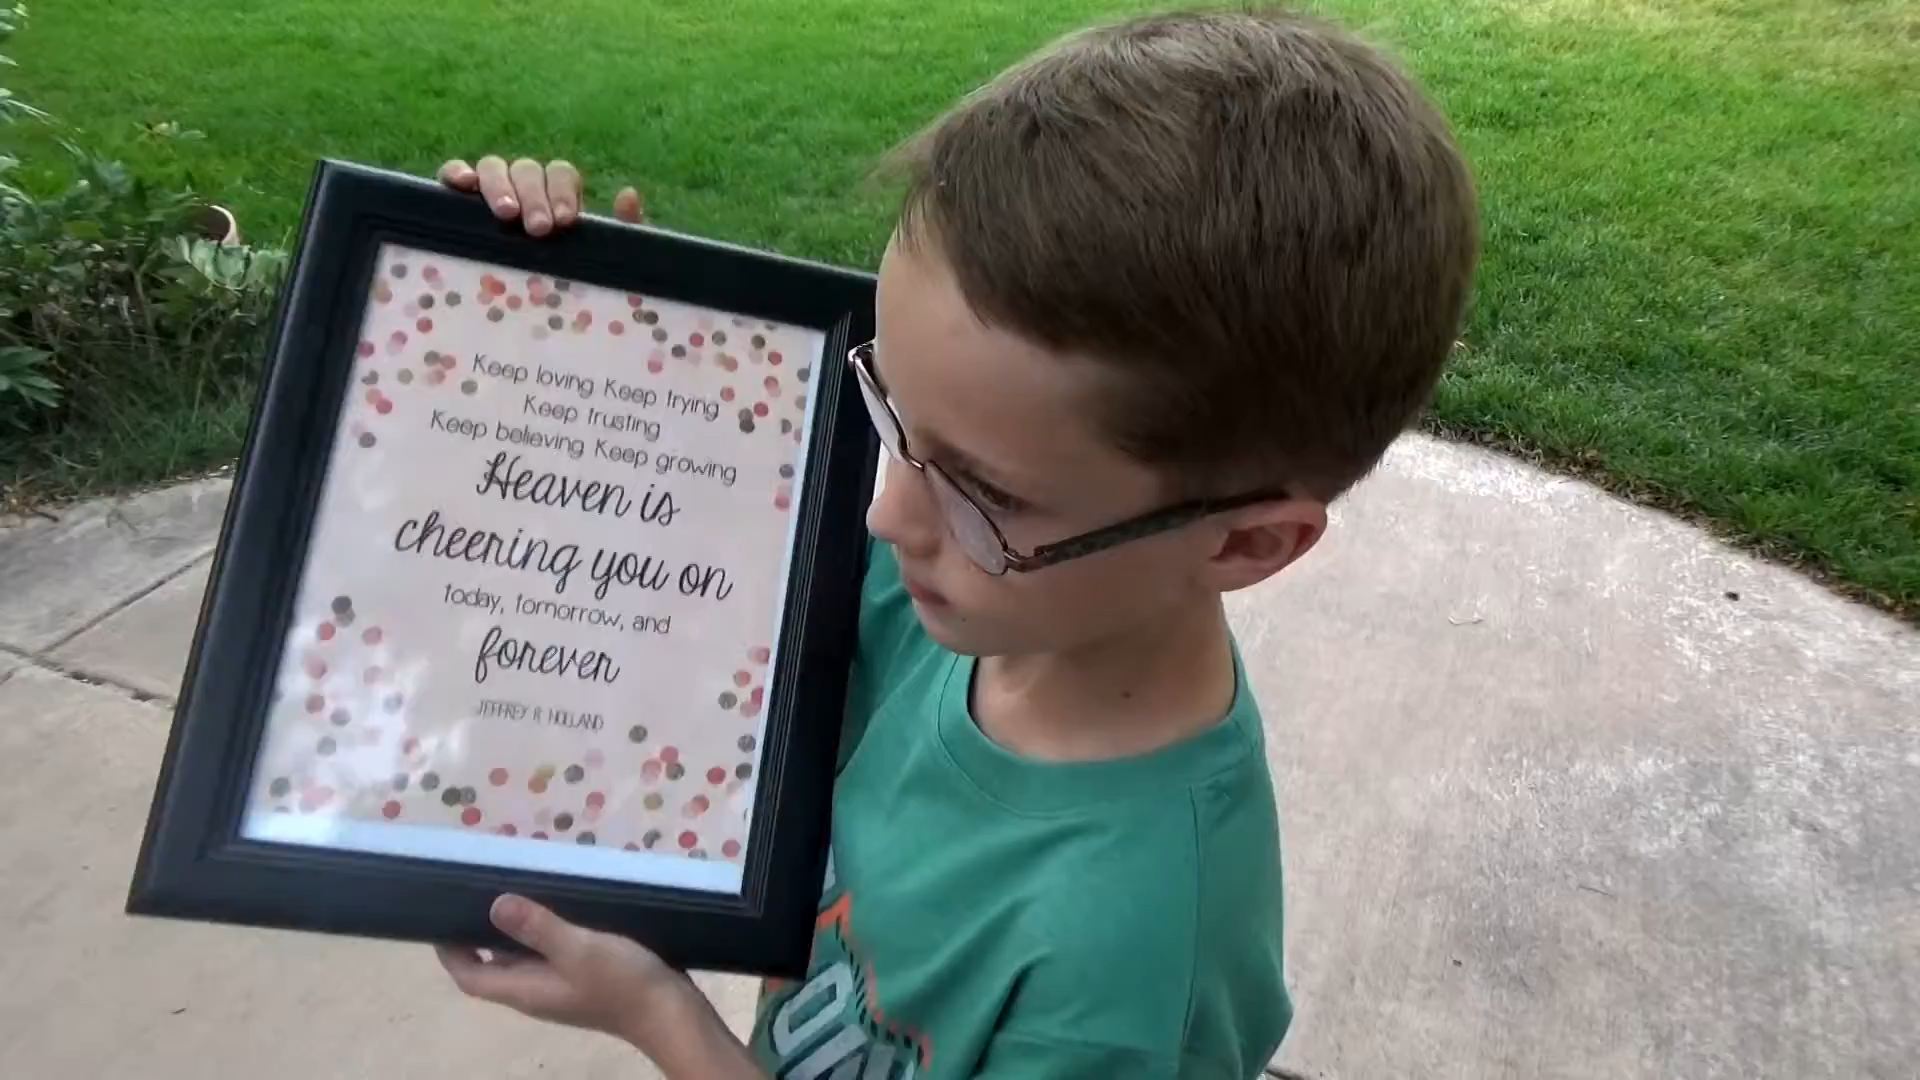 Keep loving Keep trying
Keep trusting
Keep believing Keep growing
Heaven is
cheering you on
today, tomorrow, and
forever
JEFFREY R. HOLLAND